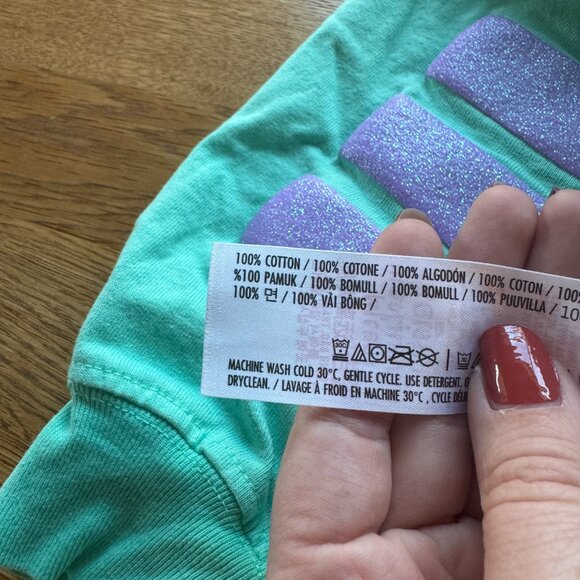 100% COTTON / 100% COTONE / 100% ALGODÓN / 100% COTON / 100%
%100 PAMUK / 100% BOMULL / 100% BOMULL / 100% PUUVILLA / 10
100% 면 / 100% VẢI BÔNG /
30C
30
MACHINE WASH COLD 30°C, GENTLE CYCLE. USE DETERGENT.
DRYCLEAN. / LAVAGE À FROID EN MACHINE 30°C , CYCLE